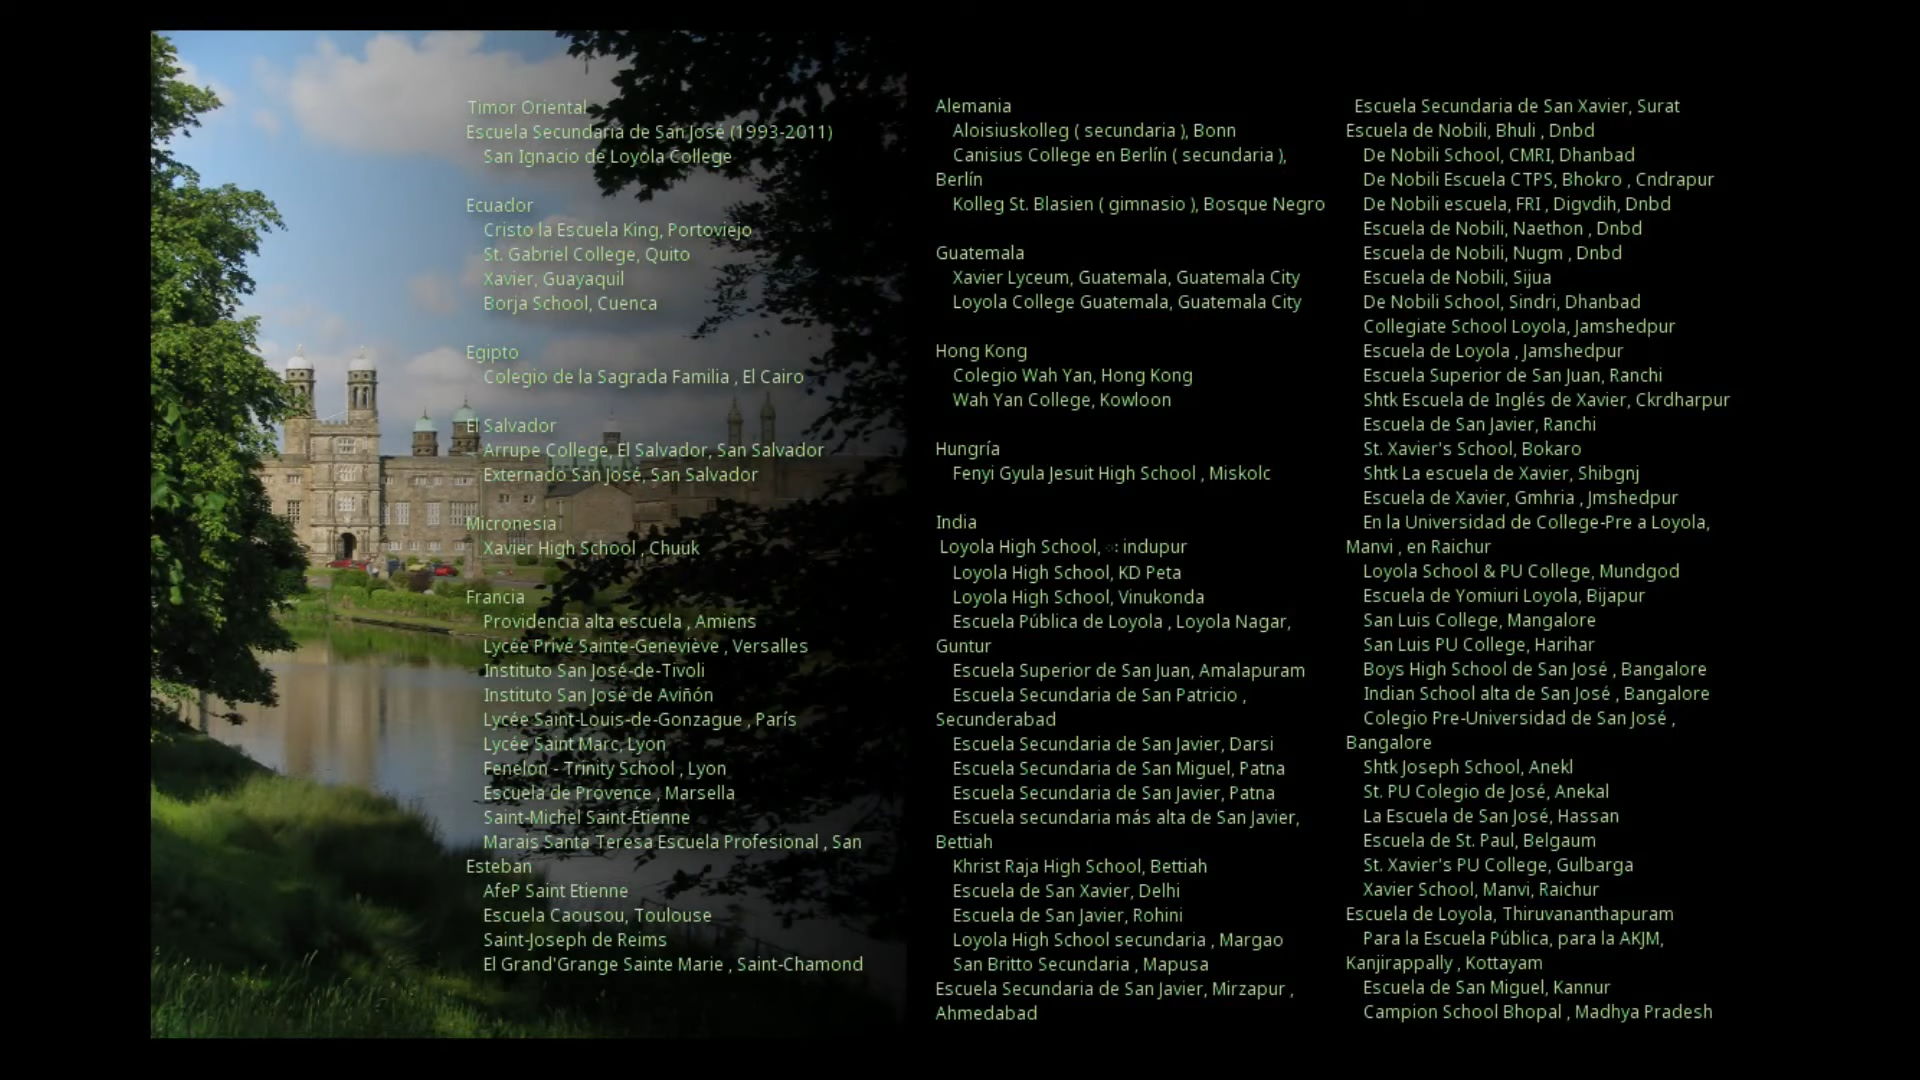 Timor Oriental
Escuela Secundaria de San José (1993-2011)
San Ignacio de Loyola College
Ecuador
Cristo la Escuela King, Portoviejo
St. Gabriel College, Quito
Xavier, Guayaquil
Borja School, Cuenca
Egipto
Colegio de la Sagrada Familia , El Cairo
El Salvador
Arrupe College, El Salvador, San Salvador
Externado San José, San Salvador
Micronesia
Xavier High School , Chuuk
Francia
Providencia alta escuela , Amiens
Lycée Privé Sainte-Geneviève , Versalles
Instituto San José-de-Tivoli
Instituto San José de Aviñón
Lycée Saint-Louis-de-Gonzague , París
Lycée Saint Marc, Lyon
Fenelon - Trinity School , Lyon
Escuela de Provence , Marsella
Saint-Michel Saint-Étienne
Marais Santa Teresa Escuela Profesional , San
Esteban
AfeP Saint Etienne
Escuela Caousou, Toulouse
Saint-Joseph de Reims
El Grand'Grange Sainte Marie , Saint-Chamond
Alemania
Aloisiuskolleg ( secundaria ), Bonn
Canisius College en Berlín ( secundaria ),
Berlín
Kolleg St. Blasien ( gimnasio ), Bosque Negro
Guatemala
Xavier Lyceum, Guatemala, Guatemala City
Loyola College Guatemala, Guatemala City
Hong Kong
Colegio Wah Yan, Hong Kong
Wah Yan College, Kowloon
Hungría
Fenyi Gyula Jesuit High School , Miskolc
India
Loyola High School, indupur
Loyola High School, KD Peta
Loyola High School, Vinukonda
Escuela Pública de Loyola , Loyola Nagar,
Guntur
Escuela Superior de San Juan, Amalapuram
Escuela Secundaria de San Patricio ,
Secunderabad
Escuela Secundaria de San Javier, Darsi
Escuela Secundaria de San Miguel, Patna
Escuela Secundaria de San Javier, Patna
Escuela secundaria más alta de San Javier,
Bettiah
Khrist Raja High School, Bettiah
Escuela de San Xavier, Delhi
Escuela de San Javier, Rohini
Loyola High School secundaria , Margao
San Britto Secundaria , Mapusa
Escuela Secundaria de San Javier, Mirzapur ,
Ahmedabad
Escuela Secundaria de San Xavier, Surat
Escuela de Nobili, Bhuli , Dnbd
De Nobili School, CMRI, Dhanbad
De Nobili Escuela CTPS, Bhokro , Cndrapur
De Nobili escuela, FRI , Digvdih, Dnbd
Escuela de Nobili, Naethon , Dnbd
Escuela de Nobili, Nugm , Dnbd
Escuela de Nobili, Sijua
De Nobili School, Sindri, Dhanbad
Collegiate School Loyola, Jamshedpur
Escuela de Loyola , Jamshedpur
Escuela Superior de San Juan, Ranchi
Shtk Escuela de Inglés de Xavier, Ckrdharpur
Escuela de San Javier, Ranchi
St. Xavier's School, Bokaro
Shtk La escuela de Xavier, Shibgnj
Escuela de Xavier, Gmhria , Jmshedpur
En la Universidad de College-Pre a Loyola,
Manvi , en Raichur
Loyola School & PU College, Mundgod
Escuela de Yomiuri Loyola, Bijapur
San Luis College, Mangalore
San Luis PU College, Harihar
Boys High School de San José , Bangalore
Indian School alta de San José , Bangalore
Colegio Pre-Universidad de San José ,
Bangalore
Shtk Joseph School, Anekl
St. PU Colegio de José, Anekal
La Escuela de San José, Hassan
Escuela de St. Paul, Belgaum
St. Xavier's PU College, Gulbarga
Xavier School, Manvi, Raichur
Escuela de Loyola, Thiruvananthapuram
Para la Escuela Pública, para la AKJM,
Kanjirappally , Kottayam
Escuela de San Miguel, Kannur
Campion School Bhopal , Madhya Pradesh